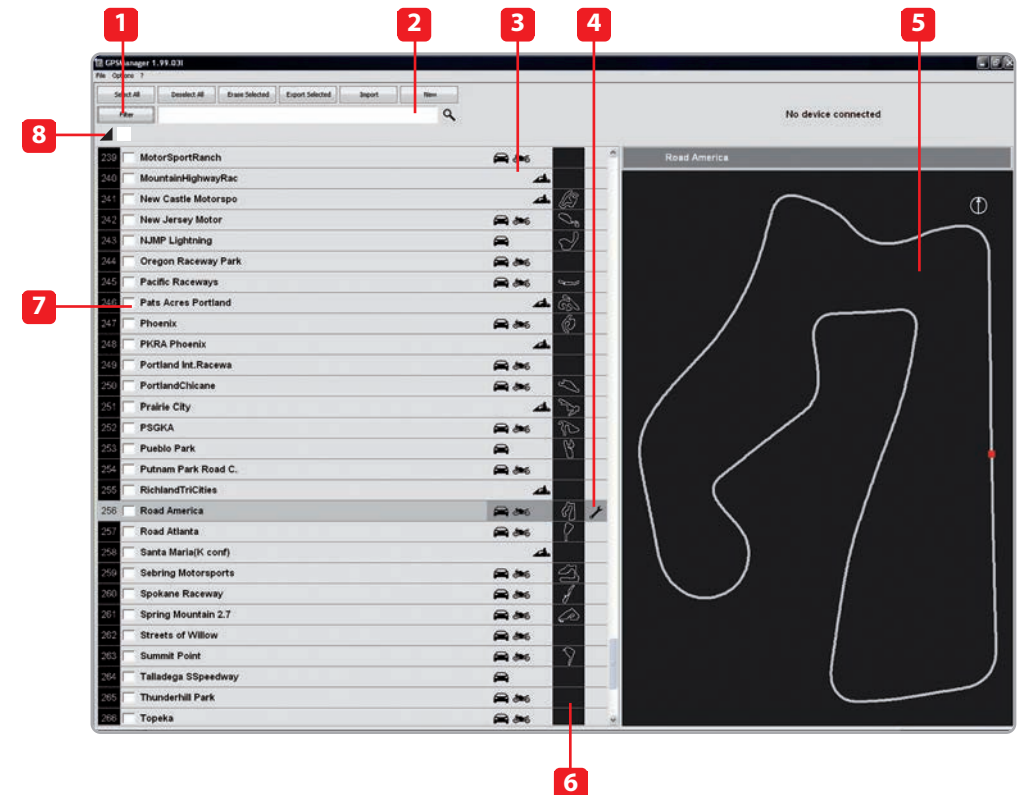 1 2 3 4 5
GPSManager 1.99.03I
File Options ?
Select All Deselect All Erase Selected Export Selected Import New
Filter
No device connected
8
239 MotorSportRanch
Road America
240 MountainHighwayRac
241 New Castle Motorspo
242 New Jersey Motor
243 NJMP Lightning
244 Oregon Raceway Park
245 Pacific Raceways
7
246 Pats Acres Portland
247 Phoenix
248 PKRA Phoenix
249 Portland Int.Racewa
250 PortlandChicane
251 Prairie City
252 PSGKA
253 Pueblo Park
254 Putnam Park Road C.
255 RichlandTriCities
256 Road America
257 Road Atlanta
258 Santa Maria(K conf)
259 Sebring Motorsports
260 Spokane Raceway
261 Spring Mountain 2.7
262 Streets of Willow
263 Summit Point
264 Talladega SSpeedway
265 Thunderhill Park
266 Topeka
6